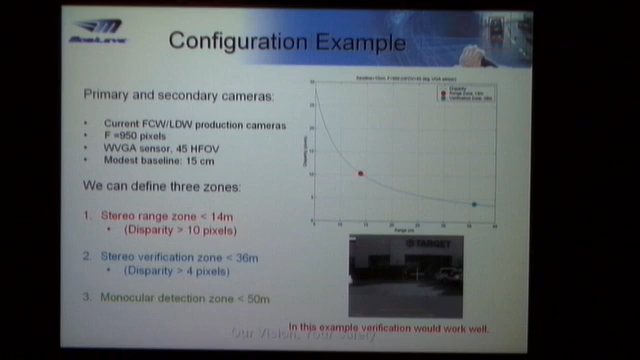 MOBILEYE
Configuration Example
Primary and secondary cameras:
• Current FCW/LDW production cameras
• F =950 pixels
• WVGA sensor, 45 HFOV
• Modest baseline: 15 cm
We can define three zones:
1. Stereo range zone < 14m
• (Disparity > 10 pixels)
2. Stereo verification zone < 36m
• (Disparity > 4 pixels)
3. Monocular detection zone < 50m
Disparity
Range (m)
TARGET
In this example verification would work well.
Our Vision, Your Safety